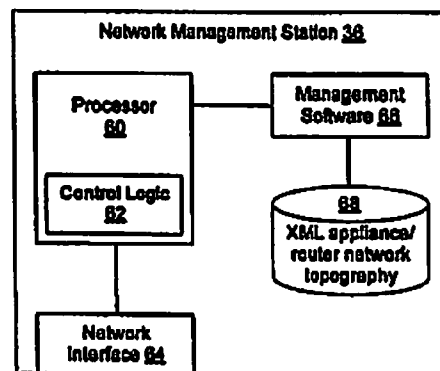 Network Management Station 36
Processor
60
Control Logic
62
Management
Software 66
68
XML appliance/
router network
topography
Network
Interface 64